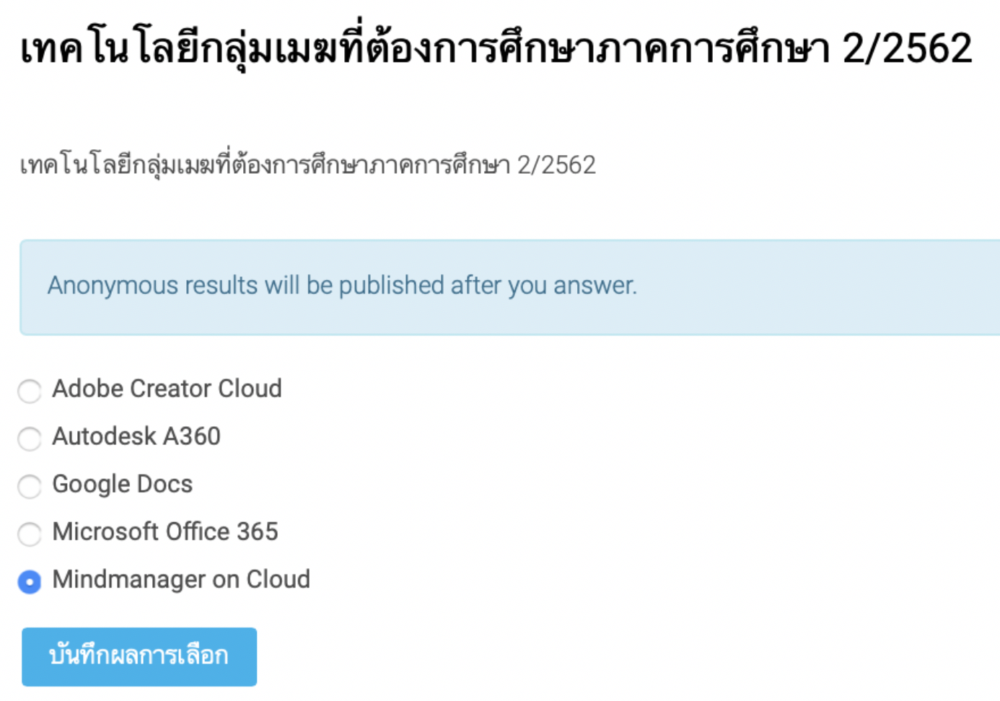 เทคโนโลยีกลุ่มเมฆที่ต้องการศึกษาภาคการศึกษา 2/2562
เทคโนโลยีกลุ่มเมฆที่ต้องการศึกษาภาคการศึกษา 2/2562
Anonymous results will be published after you answer.
Adobe Creator Cloud
Autodesk A360
Google Docs
Microsoft Office 365
Mindmanager on Cloud
บันทึกผลการเลือก